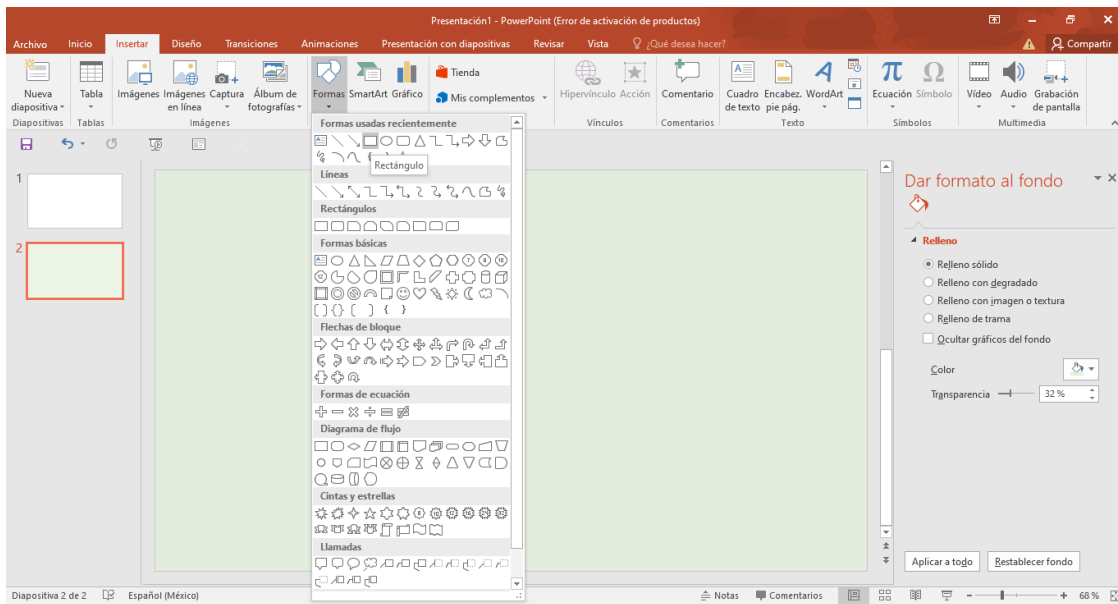 Presentación1 - PowerPoint (Error de activación de productos)
Archivo Inicio Insertar Diseño Transiciones Animaciones Presentación con diapositivas Revisar Vista ¿Qué desea hacer? Compartir
Nueva diapositiva
Tabla
Imágenes
Imágenes en línea
Captura
Álbum de fotografías
Formas
SmartArt
Gráfico
Tienda
Mis complementos
Hipervínculo
Acción
Comentario
Cuadro de texto
Encabez. pie pág.
WordArt
Ecuación
Símbolo
Vídeo
Audio
Grabación de pantalla
Diapositivas Tablas Imágenes Vínculos Comentarios Texto Símbolos Multimedia
Formas usadas recientemente
Rectángulo
Líneas
Rectángulos
Formas básicas
Flechas de bloque
Formas de ecuación
Diagrama de flujo
Cintas y estrellas
Llamadas
1
2
Dar formato al fondo
Relleno
Relleno sólido
Relleno con degradado
Relleno con imagen o textura
Relleno de trama
Ocultar gráficos del fondo
Color
Transparencia 32 %
Aplicar a todo Restablecer fondo
Diapositiva 2 de 2 Español (México) Notas Comentarios 68 %